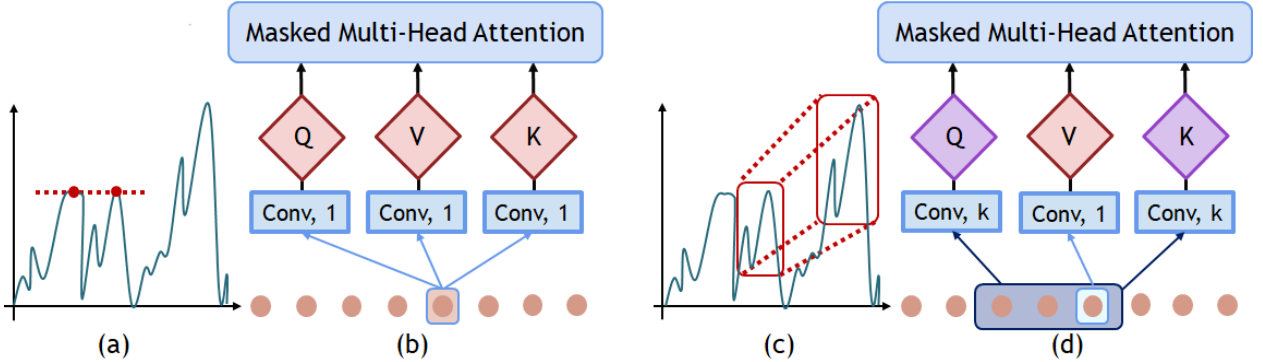 Masked Multi-Head Attention
Q
V
K
Conv, 1
Conv, 1
Conv, 1
(a)
(b)
Masked Multi-Head Attention
Q
V
K
Conv, k
Conv, 1
Conv, k
(c)
(d)